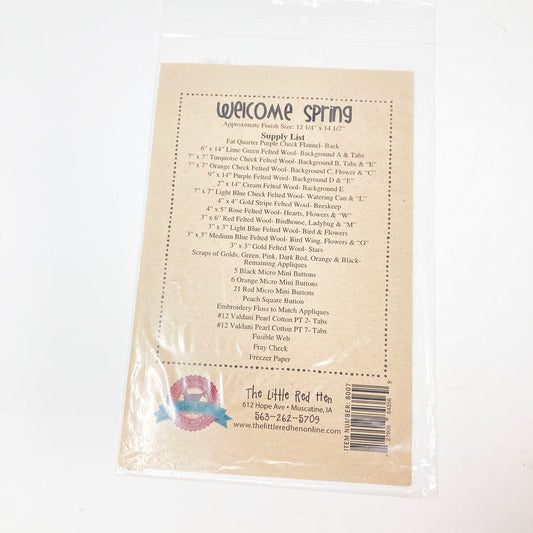 Welcome Spring
Approximate Finish Size: 12 1/4" x 14 1/2"
Supply List
Fat Quarter Purple Check Flannel- Back
6" x 14" Lime Green Felted Wool- Background A & Tabs
7" x 7" Turquoise Check Felted Wool- Background B, Tabs & "E"
7" x 7" Orange Check Felted Wool- Background C, Flower & "C"
9" x 14" Purple Felted Wool- Background D & "E"
2" x 14" Cream Felted Wool- Background E
7" x 7" Light Blue Check Felted Wool- Watering Can & "L"
4" x 4" Gold Stripe Felted Wool- Beeskeep
4" x 5" Rose Felted Wool- Hearts, Flowers & "W"
3" x 6" Red Felted Wool- Birdhouse, Ladybug & "M"
3" x 3" Light Blue Felted Wool- Bird & Flowers
3" x 3" Medium Blue Felted Wool- Bird Wing, Flowers & "O"
3" x 3" Gold Felted Wool- Stars
Scraps of Golds, Green, Pink, Dark Red, Orange & Black-
Remaining Appliques
5 Black Micro Mini Buttons
6 Orange Micro Mini Buttons
21 Red Micro Mini Buttons
Peach Square Button
Embroidery Floss to Match Appliques
#12 Valdani Pearl Cotton PT 2- Tabs
#12 Valdani Pearl Cotton PT 7- Tabs
Fusible Web
Fray Check
Freezer Paper
The Little Red Hen
612 Hope Ave • Muscatine, IA
563-262-5709
www.thelittleredhenonline.com
ITEM NUMBER: 8007